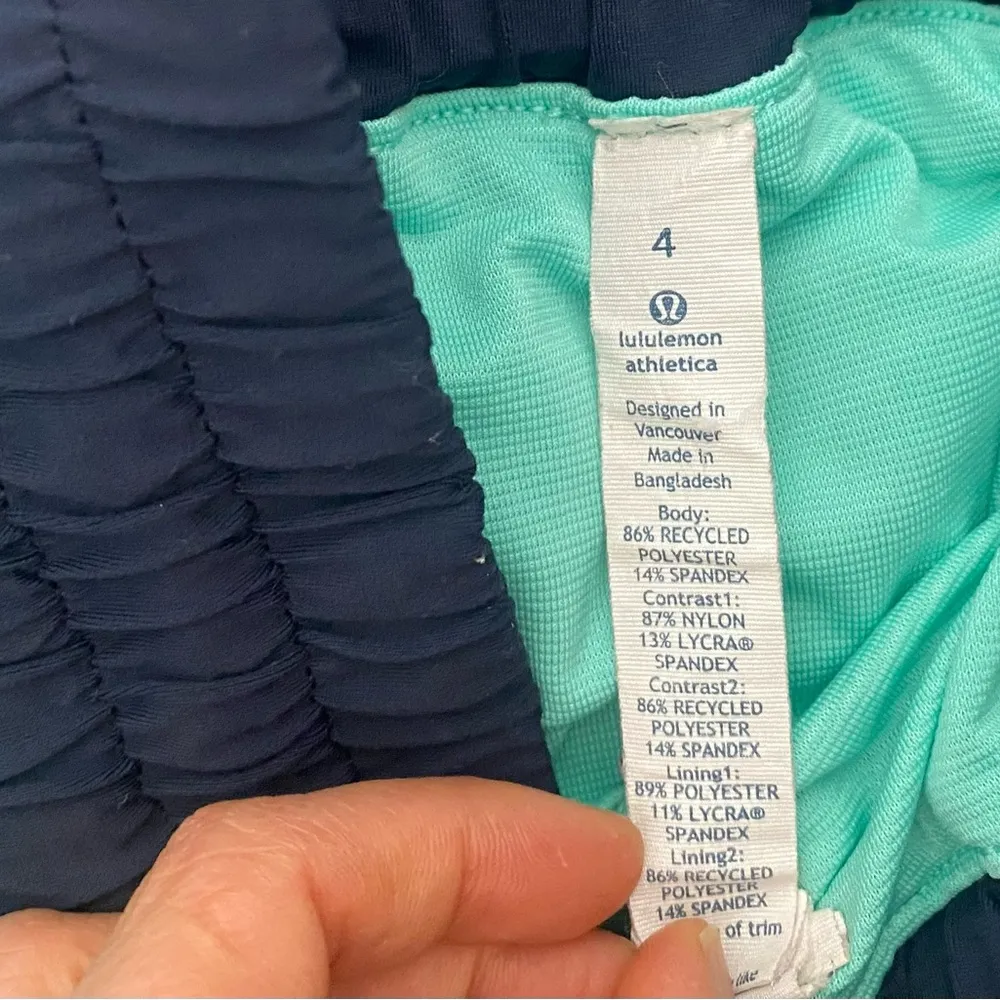 4
lululemon
athletica
Designed in
Vancouver
Made in
Bangladesh
Body:
86% RECYCLED
POLYESTER
14% SPANDEX
Contrast1:
87% NYLON
13% LYCRA®
SPANDEX
Contrast2:
86% RECYCLED
POLYESTER
14% SPANDEX
Lining1:
89% POLYESTER
11% LYCRA®
SPANDEX
Lining2:
86% RECYCLED
POLYESTER
14% SPANDEX
of trim